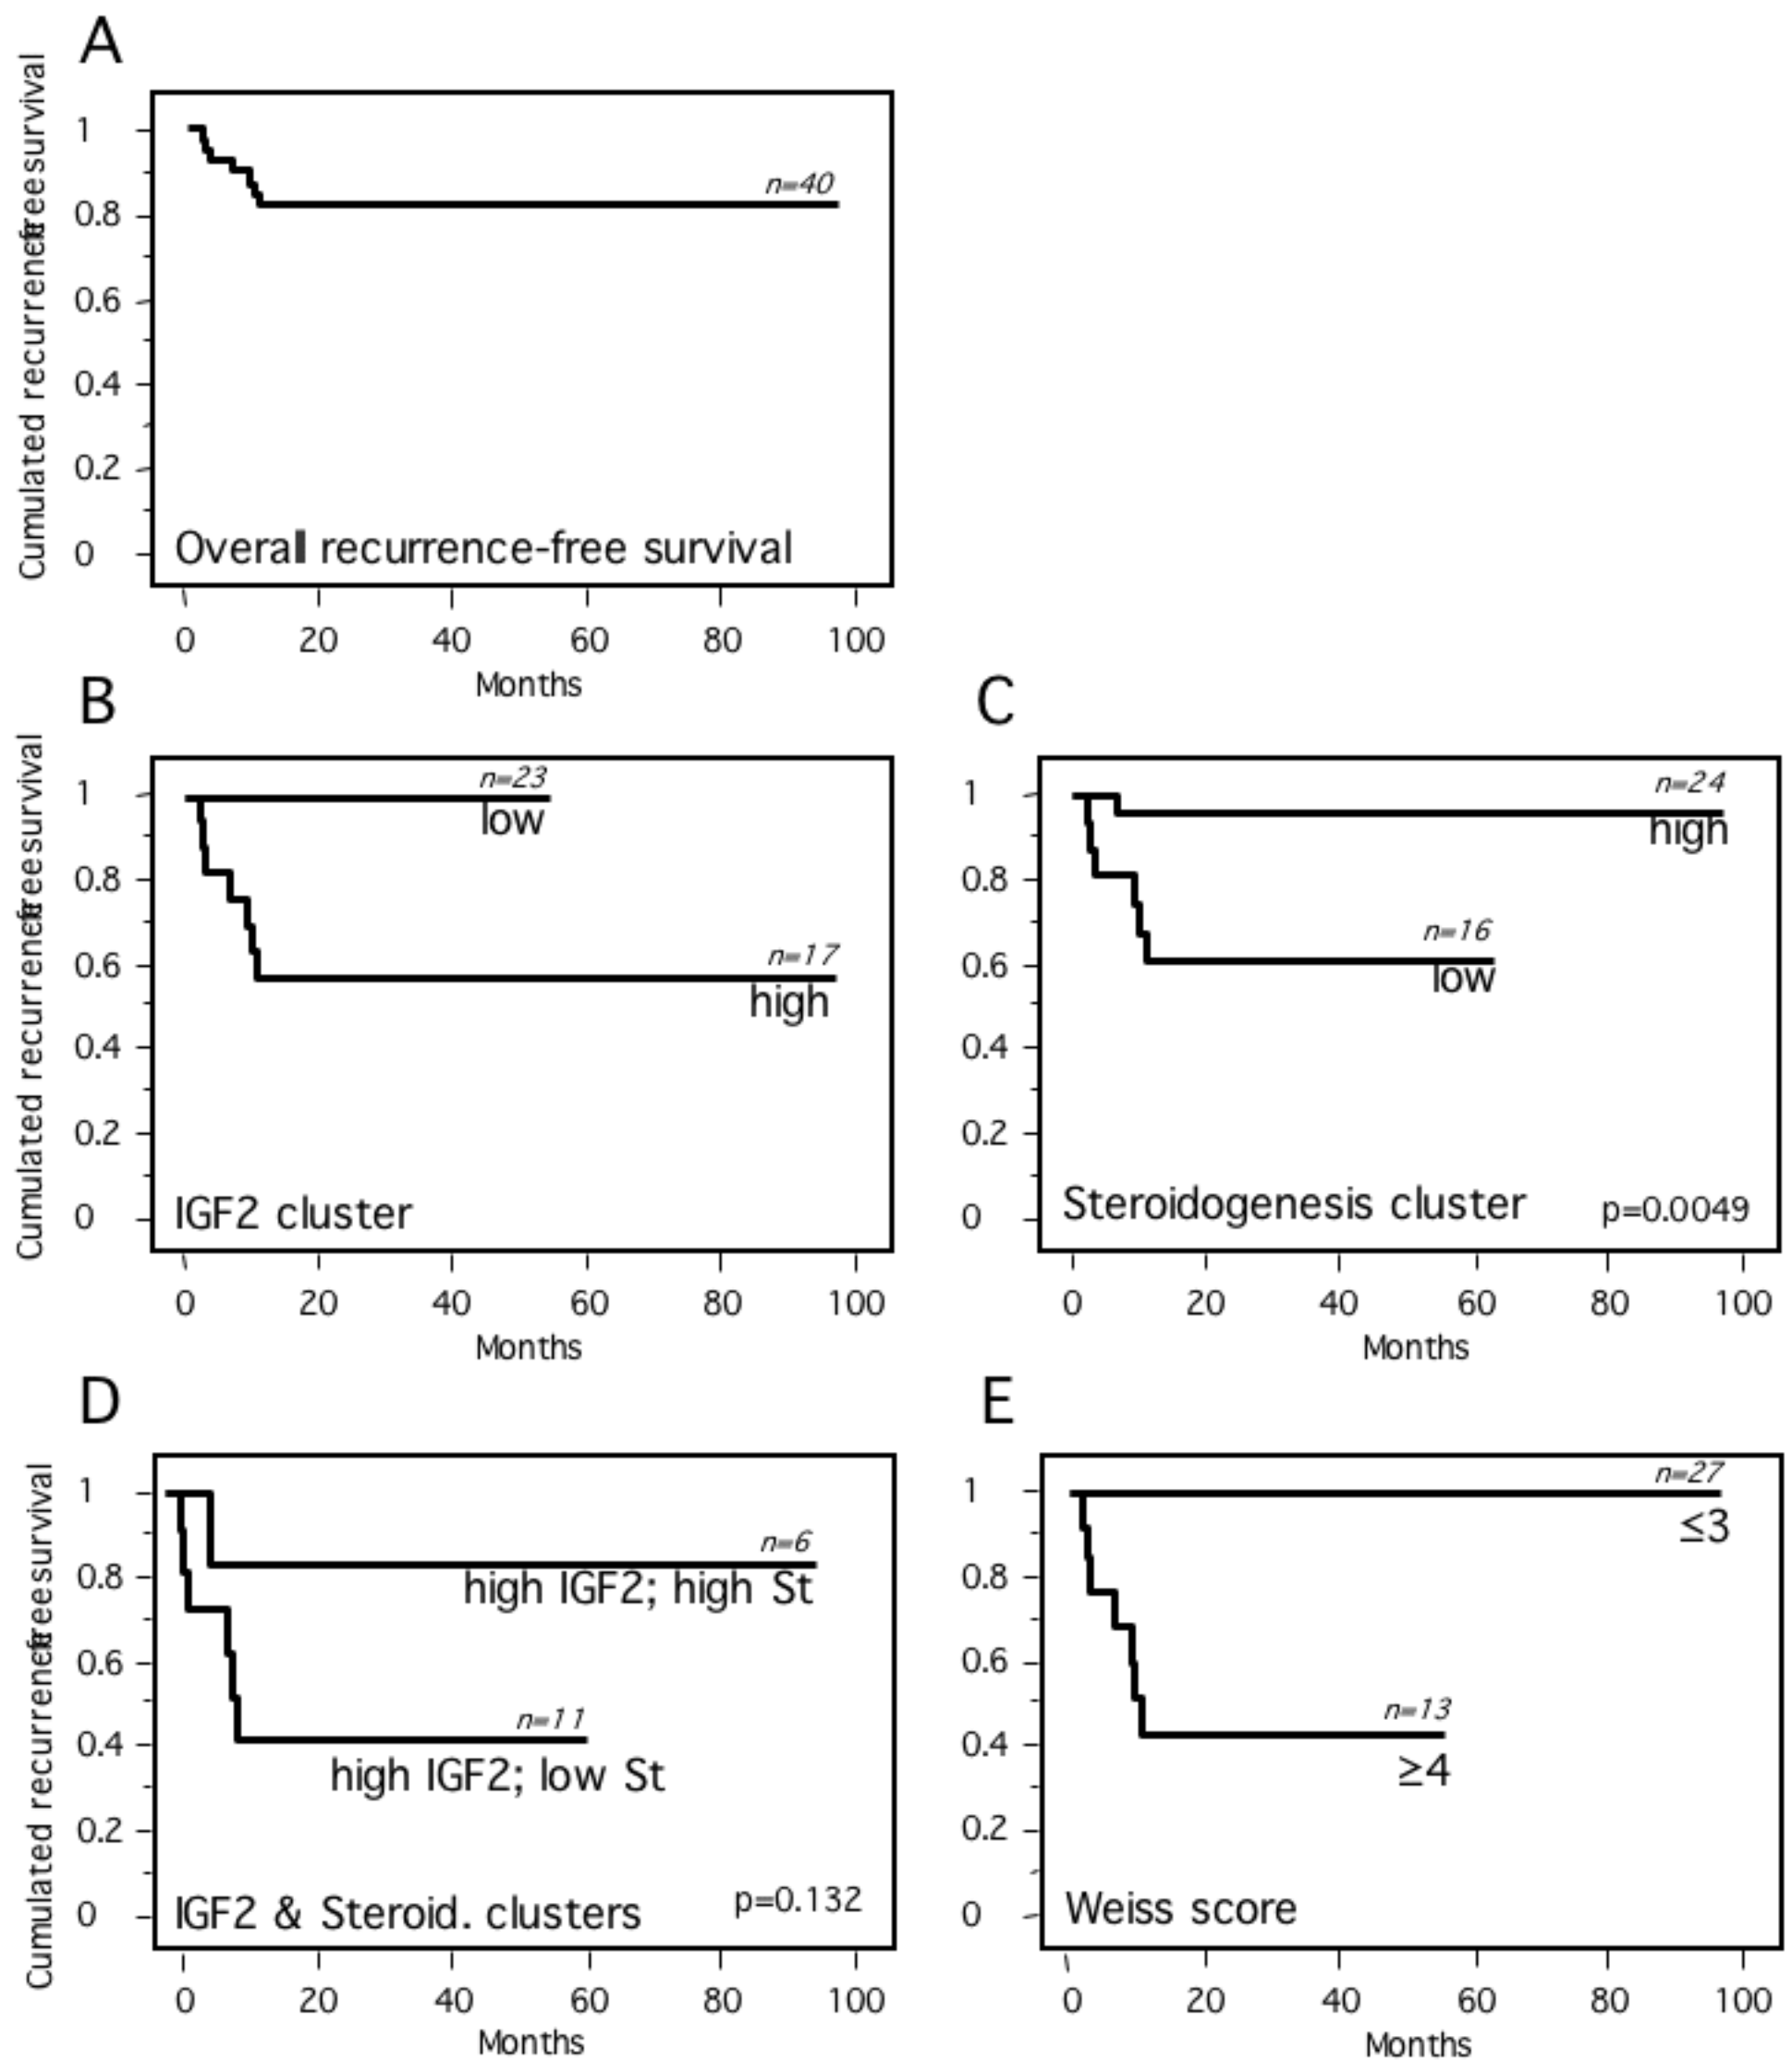 A
Cumulated recurrence free survival
1
0.8
0.6
0.4
0.2
0
n=40
Overall recurrence-free survival
0 20 40 60 80 100
Months
B
Cumulated recurrence free survival
1
0.8
0.6
0.4
0.2
0
n=23
low
n=17
high
IGF2 cluster
0 20 40 60 80 100
Months
C
1
0.8
0.6
0.4
0.2
0
n=24
high
n=16
low
Steroidogenesis cluster p=0.0049
0 20 40 60 80 100
Months
D
Cumulated recurrence free survival
1
0.8
0.6
0.4
0.2
0
n=6
high IGF2; high St
n=11
high IGF2; low St
IGF2 & Steroid. clusters p=0.132
0 20 40 60 80 100
Months
E
1
0.8
0.6
0.4
0.2
0
n=27
≤3
n=13
≥4
Weiss score
0 20 40 60 80 100
Months